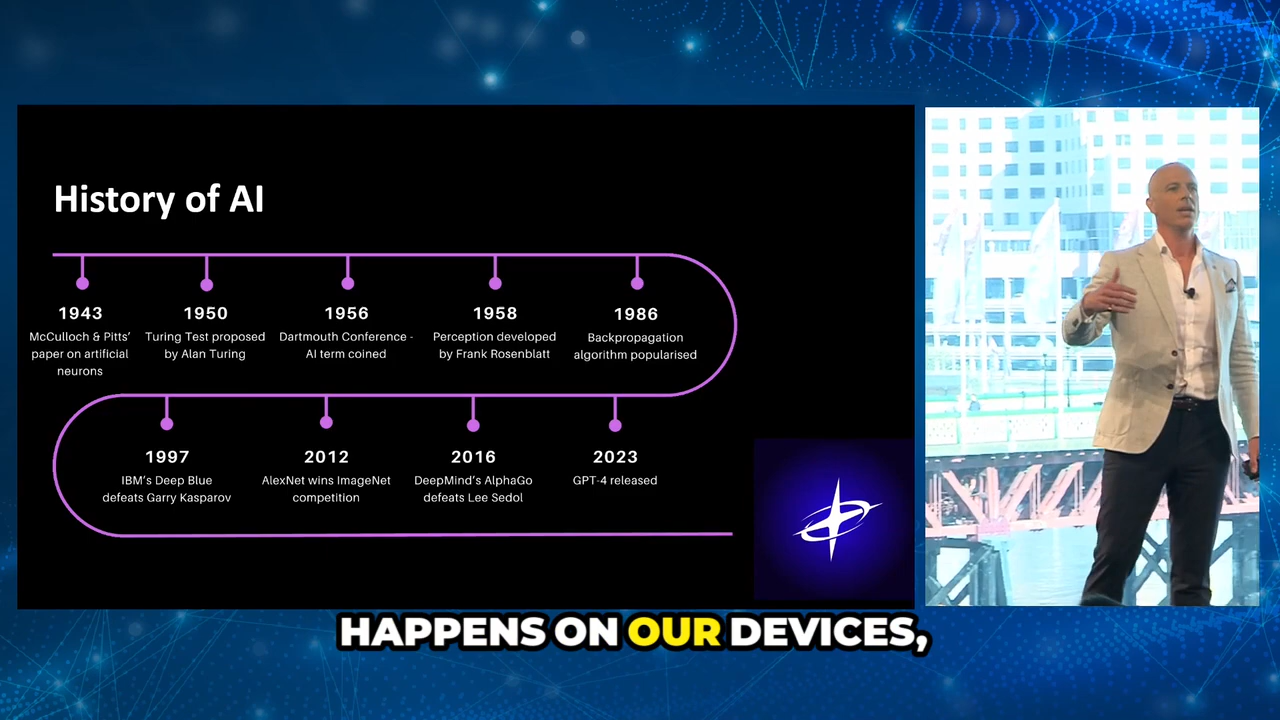 History of AI
1943
McCulloch & Pitts’
paper on artificial
neurons
1950
Turing Test proposed
by Alan Turing
1956
Dartmouth Conference -
AI term coined
1958
Perception developed
by Frank Rosenblatt
1986
Backpropagation
algorithm popularised
1997
IBM’s Deep Blue
defeats Garry Kasparov
2012
AlexNet wins ImageNet
competition
2016
DeepMind’s AlphaGo
defeats Lee Sedol
2023
GPT-4 released
HAPPENS ON OUR DEVICES,